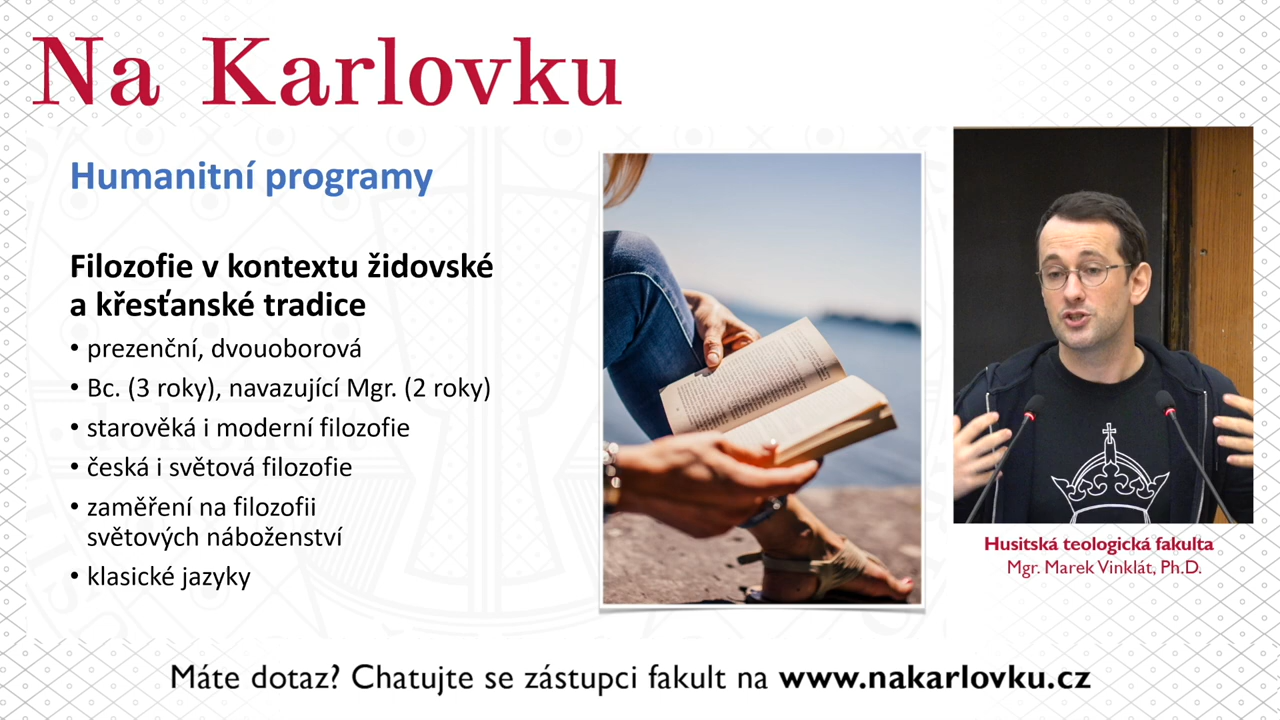 Na Karlovku
Humanitní programy
Filozofie v kontextu židovské
a křesťanské tradice
• prezenční, dvouoborová
• Bc. (3 roky), navazující Mgr. (2 roky)
• starověká i moderní filozofie
• česká i světová filozofie
• zaměření na filozofii
světových náboženství
• klasické jazyky
Husitská teologická fakulta
Mgr. Marek Vinklát, Ph.D.
Máte dotaz? Chatujte se zástupci fakult na www.nakarlovku.cz